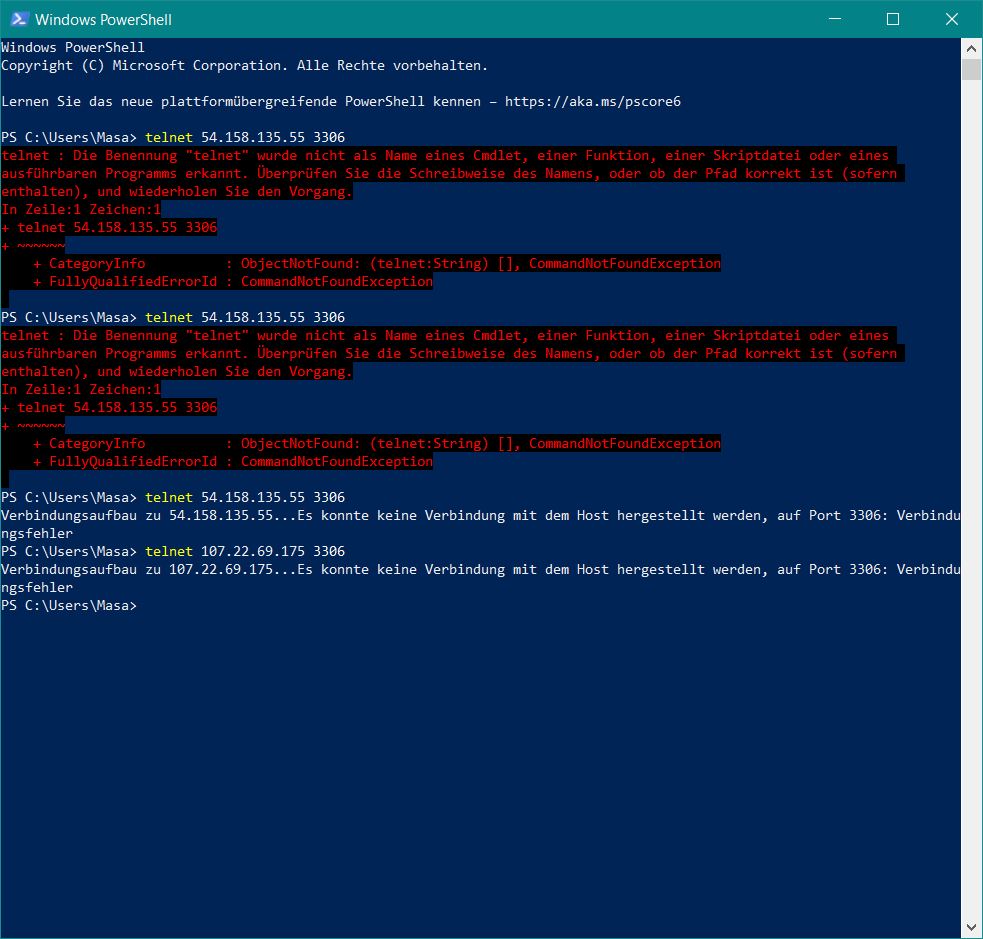 Windows PowerShell
Windows PowerShell
Copyright (C) Microsoft Corporation. Alle Rechte vorbehalten.
Lernen Sie das neue plattformübergreifende PowerShell kennen – https://aka.ms/pscore6
PS C:\Users\Masa> telnet 54.158.135.55 3306
telnet : Die Benennung "telnet" wurde nicht als Name eines Cmdlet, einer Funktion, einer Skriptdatei oder eines
ausführbaren Programms erkannt. Überprüfen Sie die Schreibweise des Namens, oder ob der Pfad korrekt ist (sofern
enthalten), und wiederholen Sie den Vorgang.
In Zeile:1 Zeichen:1
+ telnet 54.158.135.55 3306
+ ~~~~~~
    + CategoryInfo          : ObjectNotFound: (telnet:String) [], CommandNotFoundException
    + FullyQualifiedErrorId : CommandNotFoundException
PS C:\Users\Masa> telnet 54.158.135.55 3306
telnet : Die Benennung "telnet" wurde nicht als Name eines Cmdlet, einer Funktion, einer Skriptdatei oder eines
ausführbaren Programms erkannt. Überprüfen Sie die Schreibweise des Namens, oder ob der Pfad korrekt ist (sofern
enthalten), und wiederholen Sie den Vorgang.
In Zeile:1 Zeichen:1
+ telnet 54.158.135.55 3306
+ ~~~~~~
    + CategoryInfo          : ObjectNotFound: (telnet:String) [], CommandNotFoundException
    + FullyQualifiedErrorId : CommandNotFoundException
PS C:\Users\Masa> telnet 54.158.135.55 3306
Verbindungsaufbau zu 54.158.135.55...Es konnte keine Verbindung mit dem Host hergestellt werden, auf Port 3306: Verbindu
ngsfehler
PS C:\Users\Masa> telnet 107.22.69.175 3306
Verbindungsaufbau zu 107.22.69.175...Es konnte keine Verbindung mit dem Host hergestellt werden, auf Port 3306: Verbindu
ngsfehler
PS C:\Users\Masa>